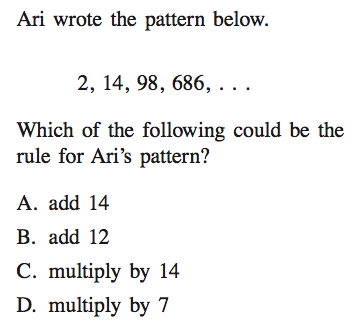 Ari wrote the pattern below.
2, 14, 98, 686, . . .
Which of the following could be the
rule for Ari’s pattern?
A. add 14
B. add 12
C. multiply by 14
D. multiply by 7